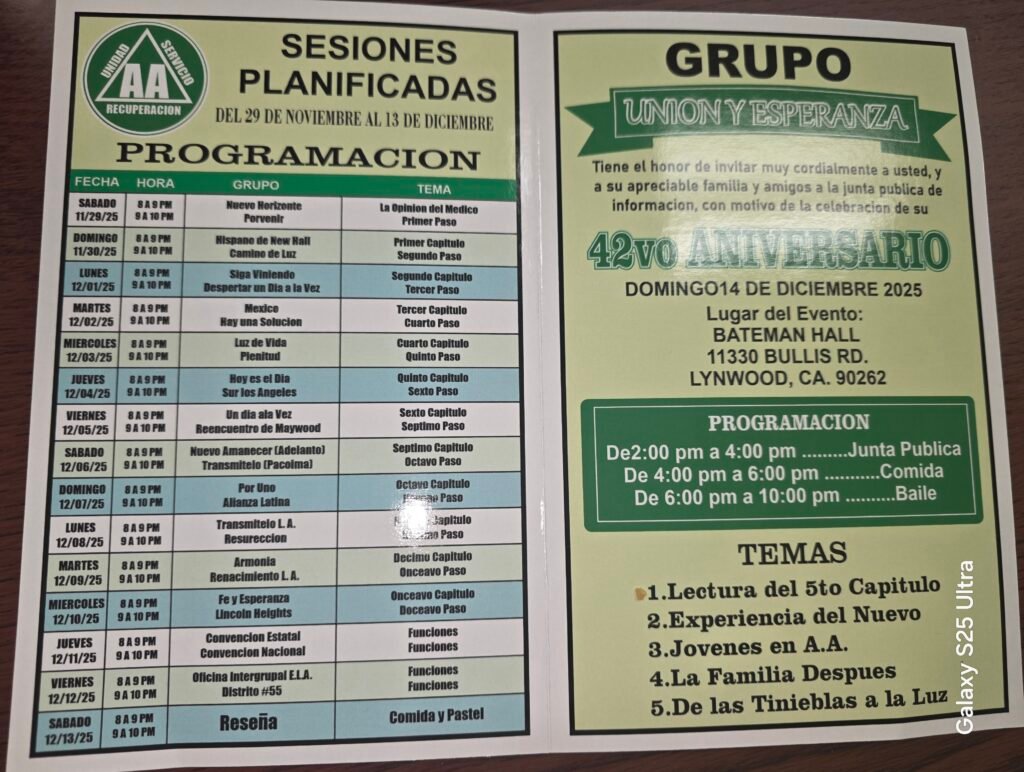 UNIDAD
SERVICIO
AA
RECUPERACION
SESIONES
PLANIFICADAS
DEL 29 DE NOVIEMBRE AL 13 DE DICIEMBRE
PROGRAMACION
FECHA HORA GRUPO TEMA
SABADO 8 A 9 PM Nuevo Horizonte La Opinion del Medico
11/29/25 9 A 10 PM Porvenir Primer Paso
DOMINGO 8 A 9 PM Hispano de New Hall Primer Capitulo
11/30/25 9 A 10 PM Camino de Luz Segundo Paso
LUNES 8 A 9 PM Siga Viniendo Segundo Capitulo
12/01/25 9 A 10 PM Despertar un Dia a la Vez Tercer Paso
MARTES 8 A 9 PM Mexico Tercer Capitulo
12/02/25 9 A 10 PM Hay una Solucion Cuarto Paso
MIERCOLES 8 A 9 PM Luz de Vida Cuarto Capitulo
12/03/25 9 A 10 PM Plenitud Quinto Paso
JUEVES 8 A 9 PM Hoy es el Dia Quinto Capitulo
12/04/25 9 A 10 PM Sur los Angeles Sexto Paso
VIERNES 8 A 9 PM Un dia ala Vez Sexto Capitulo
12/05/25 9 A 10 PM Reencuentro de Maywood Septimo Paso
SABADO 8 A 9 PM Nuevo Amanecer (Adelanto) Septimo Capitulo
12/06/25 9 A 10 PM Transmitelo (Pacoima) Octavo Paso
DOMINGO 8 A 9 PM Por Uno Octavo Capitulo
12/07/25 9 A 10 PM Alianza Latina Paso
LUNES 8 A 9 PM Transmitelo L. A. Capitulo
12/08/25 9 A 10 PM Resureccion Paso
MARTES 8 A 9 PM Armonia Decimo Capitulo
12/09/25 9 A 10 PM Renacimiento L. A. Onceavo Paso
MIERCOLES 8 A 9 PM Fe y Esperanza Onceavo Capitulo
12/10/25 9 A 10 PM Lincoln Heights Doceavo Paso
JUEVES 8 A 9 PM Convencion Estatal Funciones
12/11/25 9 A 10 PM Convencion Nacional Funciones
VIERNES 8 A 9 PM Oficina Intergrupal E.L.A. Funciones
12/12/25 9 A 10 PM Distrito #55 Funciones
SABADO 8 A 9 PM Reseña Comida y Pastel
12/13/25 9 A 10 PM
GRUPO
UNION Y ESPERANZA
Tiene el honor de invitar muy cordialmente a usted, y
a su apreciable familia y amigos a la junta publica de
informacion, con motivo de la celebracion de su
42vo ANIVERSARIO
DOMINGO14 DE DICIEMBRE 2025
Lugar del Evento:
BATEMAN HALL
11330 BULLIS RD.
LYNWOOD, CA. 90262
PROGRAMACION
De2:00 pm a 4:00 pm .........Junta Publica
De 4:00 pm a 6:00 pm ...........Comida
De 6:00 pm a 10:00 pm ..........Baile
TEMAS
1.Lectura del 5to Capitulo
2.Experiencia del Nuevo
3.Jovenes en A.A.
4.La Familia Despues
5.De las Tinieblas a la Luz
Galaxy S25 Ultra